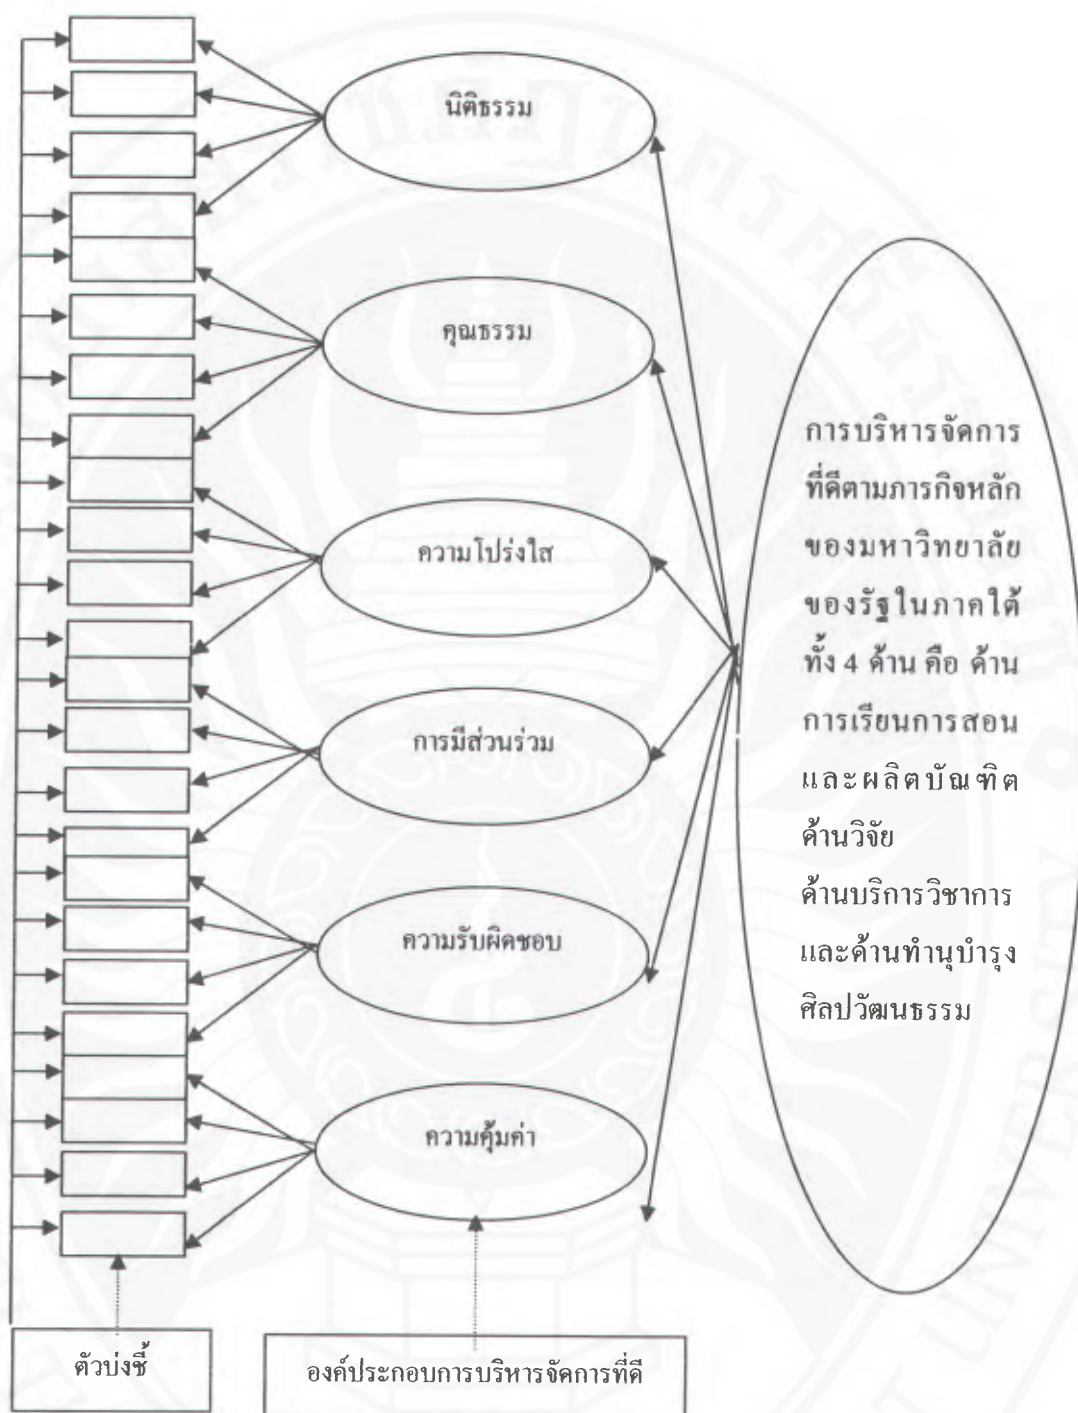 นิติธรรม
คุณธรรม
ความโปร่งใส
การมีส่วนร่วม
ความรับผิดชอบ
ความคุ้มค่า
การบริหารจัดการ
ที่ดีตามภารกิจหลัก
ของมหาวิทยาลัย
ของรัฐในภาคใต้
ทั้ง 4 ด้าน คือ ด้าน
การเรียนการสอน
และผลิตบัณฑิต
ด้านวิจัย
ด้านบริการวิชาการ
และด้านทำนุบำรุง
ศิลปวัฒนธรรม
ตัวบ่งชี้
องค์ประกอบการบริหารจัดการที่ดี